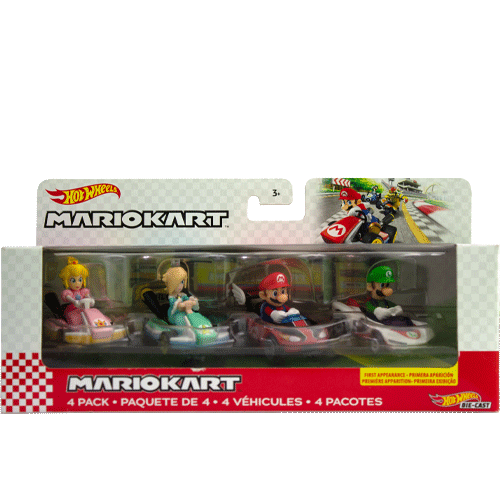 Hot Wheels
MARIOKART™
3+
MARIOKART
FIRST APPEARANCE • PRIMERA APARICIÓN
PREMIÈRE APPARITION • PRIMEIRA EXIBIÇÃO
4 PACK • PAQUETE DE 4 • 4 VÉHICULES • 4 PACOTES
Hot Wheels
DIE-CAST